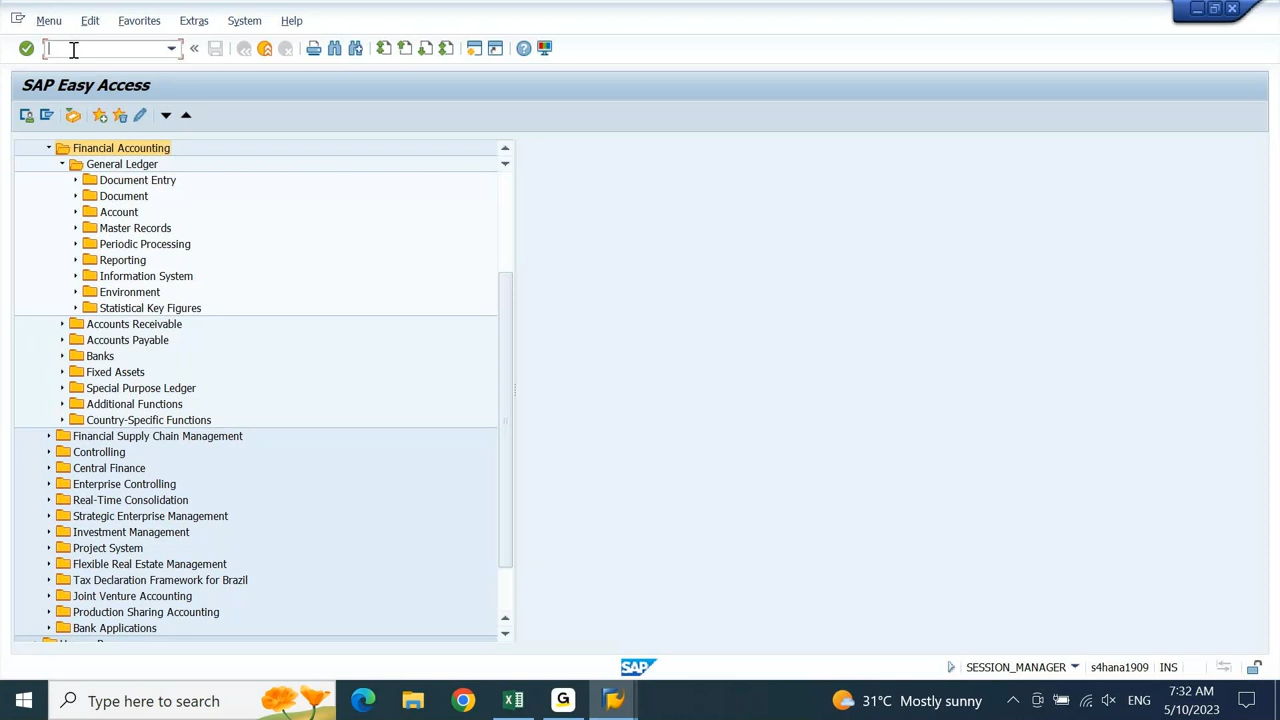 Menu Edit Favorites Extras System Help
SAP Easy Access
Financial Accounting
General Ledger
Document Entry
Document
Account
Master Records
Periodic Processing
Reporting
Information System
Environment
Statistical Key Figures
Accounts Receivable
Accounts Payable
Banks
Fixed Assets
Special Purpose Ledger
Additional Functions
Country-Specific Functions
Financial Supply Chain Management
Controlling
Central Finance
Enterprise Controlling
Real-Time Consolidation
Strategic Enterprise Management
Investment Management
Project System
Flexible Real Estate Management
Tax Declaration Framework for Brazil
Joint Venture Accounting
Production Sharing Accounting
Bank Applications
SAP SESSION_MANAGER s4hana1909 INS
Type here to search G 31°C Mostly sunny ENG 7:32 AM
5/10/2023